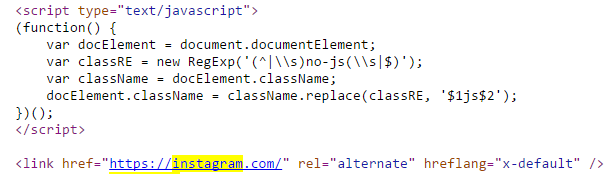 <script type="text/javascript">
(function() {
    var docElement = document.documentElement;
    var classRE = new RegExp('(^|\\s)no-js(\\s|$)');
    var className = docElement.className;
    docElement.className = className.replace(classRE, '$1js$2');
})();
</script>
<link href="https://instagram.com/" rel="alternate" hreflang="x-default" />